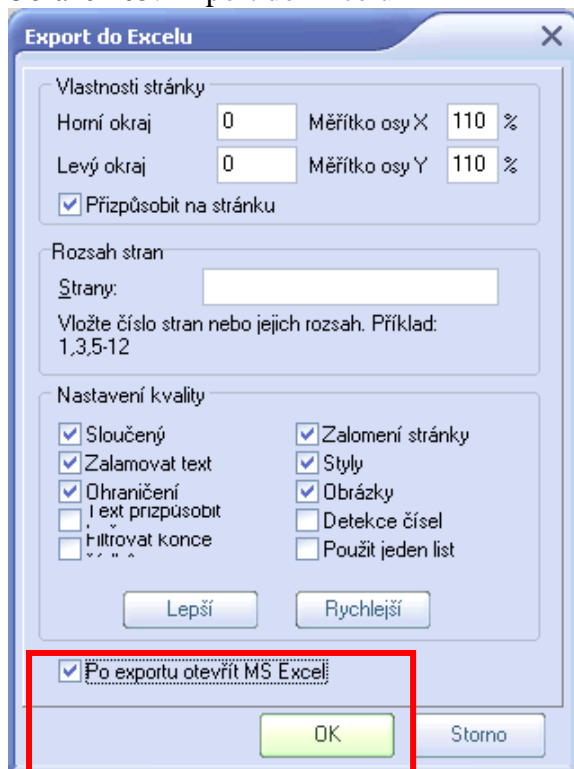 Export do Excelu
Vlastnosti stránky
Horní okraj 0 Měřítko osy X 110 %
Levý okraj 0 Měřítko osy Y 110 %
Přizpůsobit na stránku
Rozsah stran
Strany:
Vložte číslo stran nebo jejich rozsah. Příklad:
1,3,5-12
Nastavení kvality
Sloučený Zalomení stránky
Zalamovat text Styly
Ohraničení Obrázky
Text přizpůsobit Detekce čísel
Filtrovat konce Použit jeden list
Lepší Rychlejší
Po exportu otevřít MS Excel
OK Storno